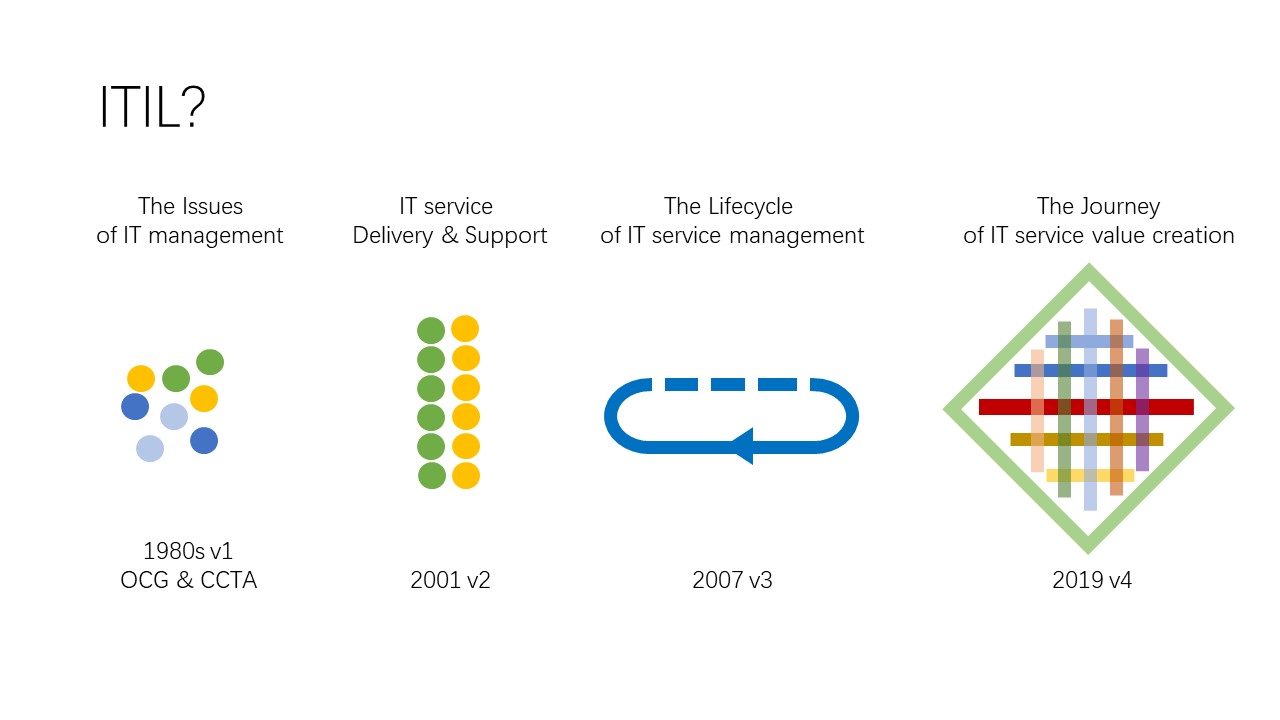 ITIL?
The Issues
of IT management
IT service
Delivery & Support
The Lifecycle
of IT service management
The Journey
of IT service value creation
1980s v1
OCG & CCTA
2001 v2
2007 v3
2019 v4